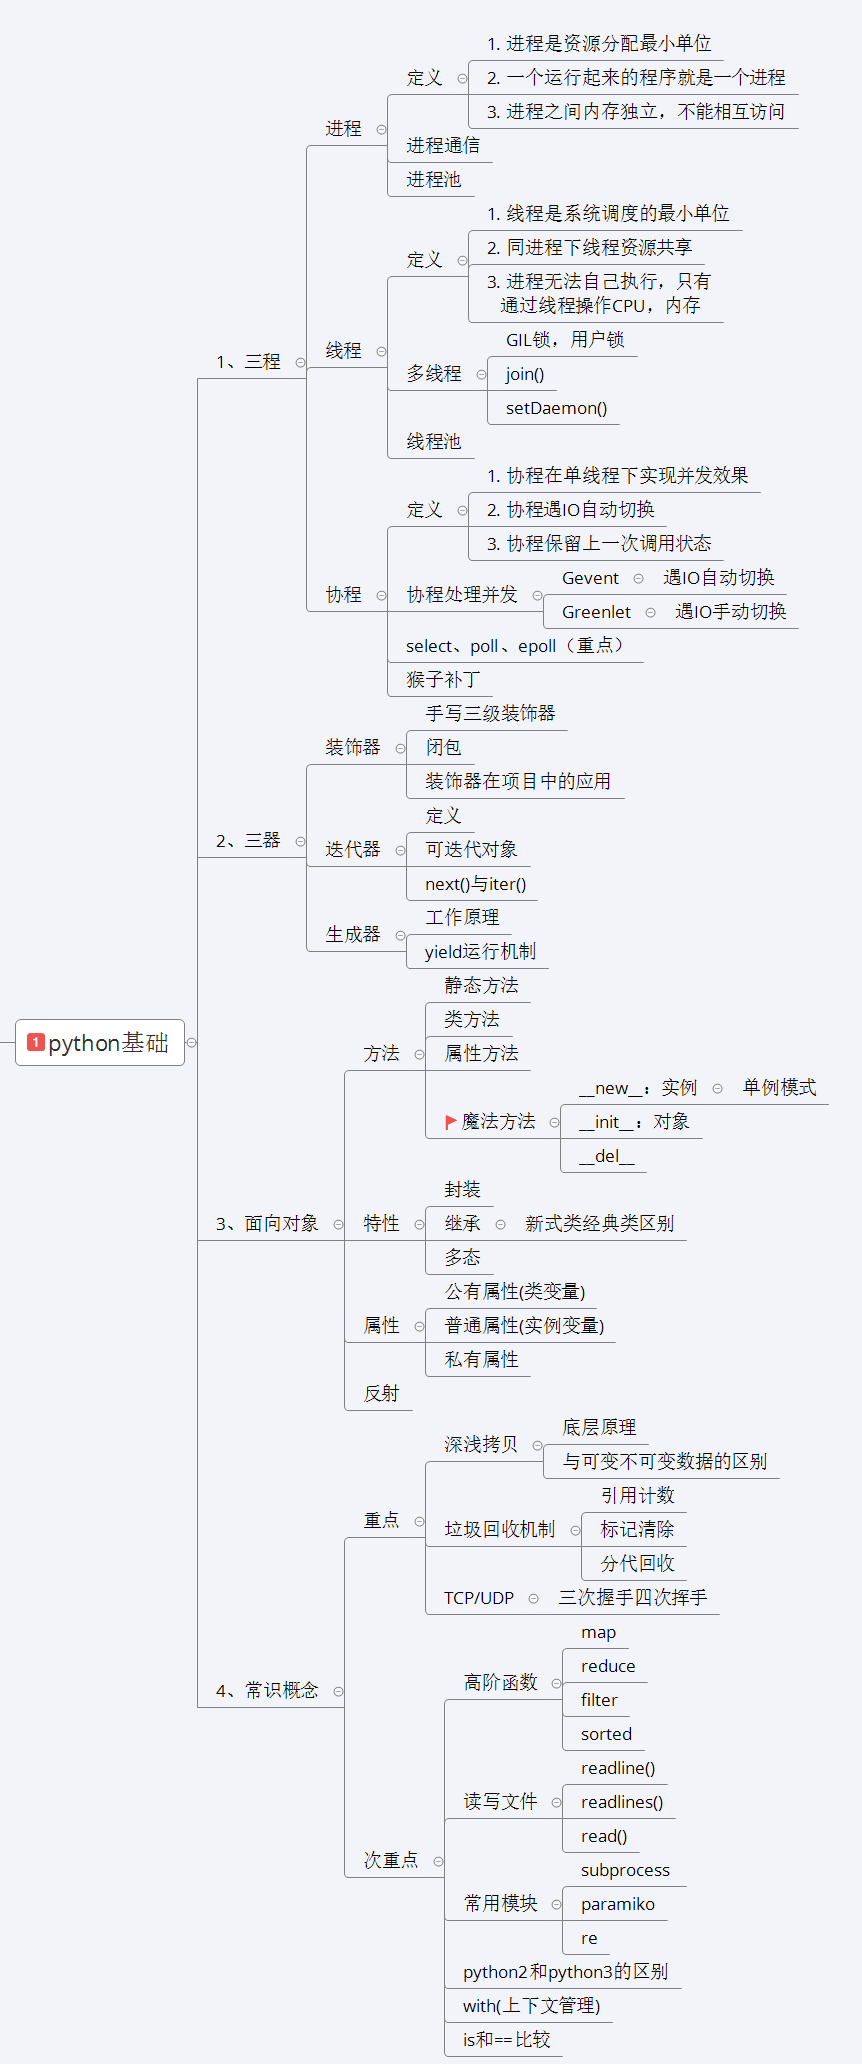 1. 进程是资源分配最小单位
定义
2. 一个运行起来的程序就是一个进程
3. 进程之间内存独立，不能相互访问
进程
进程通信
进程池
1. 线程是系统调度的最小单位
2. 同进程下线程资源共享
定义
3. 进程无法自己执行，只有
通过线程操作CPU，内存
GIL锁，用户锁
线程
1、三程
多线程
join()
setDaemon()
线程池
1. 协程在单线程下实现并发效果
定义
2. 协程遇IO自动切换
3. 协程保留上一次调用状态
Gevent
遇IO自动切换
协程
协程处理并发
Greenlet
遇IO手动切换
select、poll、epoll（重点）
猴子补丁
手写三级装饰器
装饰器
闭包
装饰器在项目中的应用
定义
2、三器
迭代器
可迭代对象
next()与iter()
工作原理
生成器
yield运行机制
静态方法
类方法
1 python基础
方法
属性方法
__new__：实例
单例模式
魔法方法
__init__：对象
__del__
封装
3、面向对象
特性
继承
新式类经典类区别
多态
公有属性(类变量)
属性
普通属性(实例变量)
私有属性
反射
底层原理
深浅拷贝
与可变不可变数据的区别
引用计数
重点
垃圾回收机制
标记清除
分代回收
TCP/UDP
三次握手四次挥手
map
reduce
4、常识概念
高阶函数
filter
sorted
readline()
读写文件
readlines()
read()
次重点
subprocess
常用模块
paramiko
re
python2和python3的区别
with(上下文管理)
is和==比较